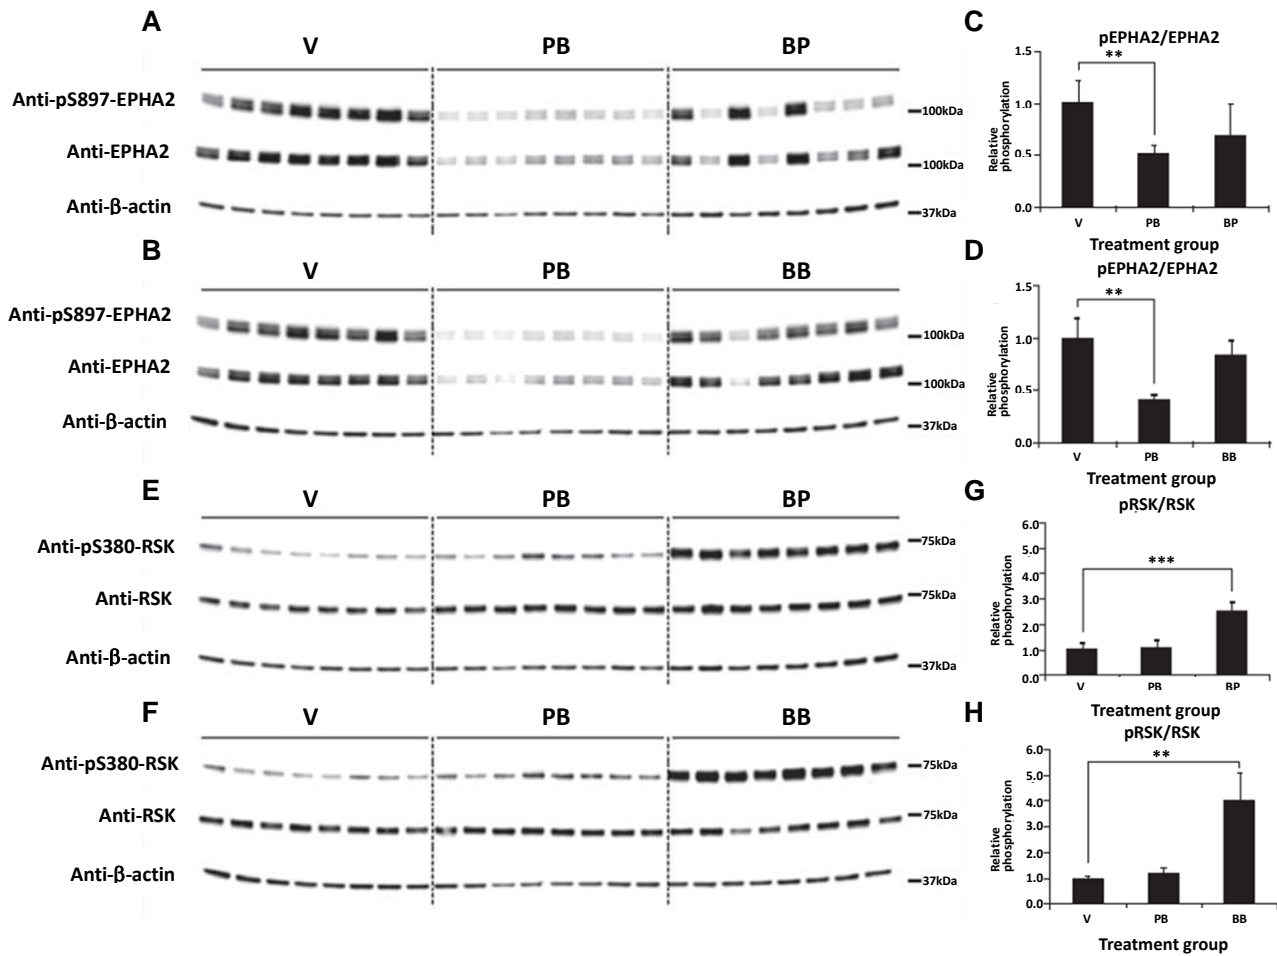 A
V
PB
BP
Anti-pS897-EPHA2
100kDa
Anti-EPHA2
100kDa
Anti-β-actin
37kDa
C
pEPHA2/EPHA2
Relative
phosphorylation
1.5
1.0
0.5
0.0
**
V
PB
BP
Treatment group
B
V
PB
BB
Anti-pS897-EPHA2
100kDa
Anti-EPHA2
100kDa
Anti-β-actin
37kDa
D
pEPHA2/EPHA2
Relative
phosphorylation
1.5
1.0
0.5
0.0
**
V
PB
BB
Treatment group
E
V
PB
BP
Anti-pS380-RSK
75kDa
Anti-RSK
75kDa
Anti-β-actin
37kDa
G
pRSK/RSK
Relative
phosphorylation
6.0
5.0
4.0
3.0
2.0
1.0
0.0
***
V
PB
BP
Treatment group
F
V
PB
BB
Anti-pS380-RSK
75kDa
Anti-RSK
75kDa
Anti-β-actin
37kDa
H
pRSK/RSK
Relative
phosphorylation
6.0
5.0
4.0
3.0
2.0
1.0
0.0
**
V
PB
BB
Treatment group